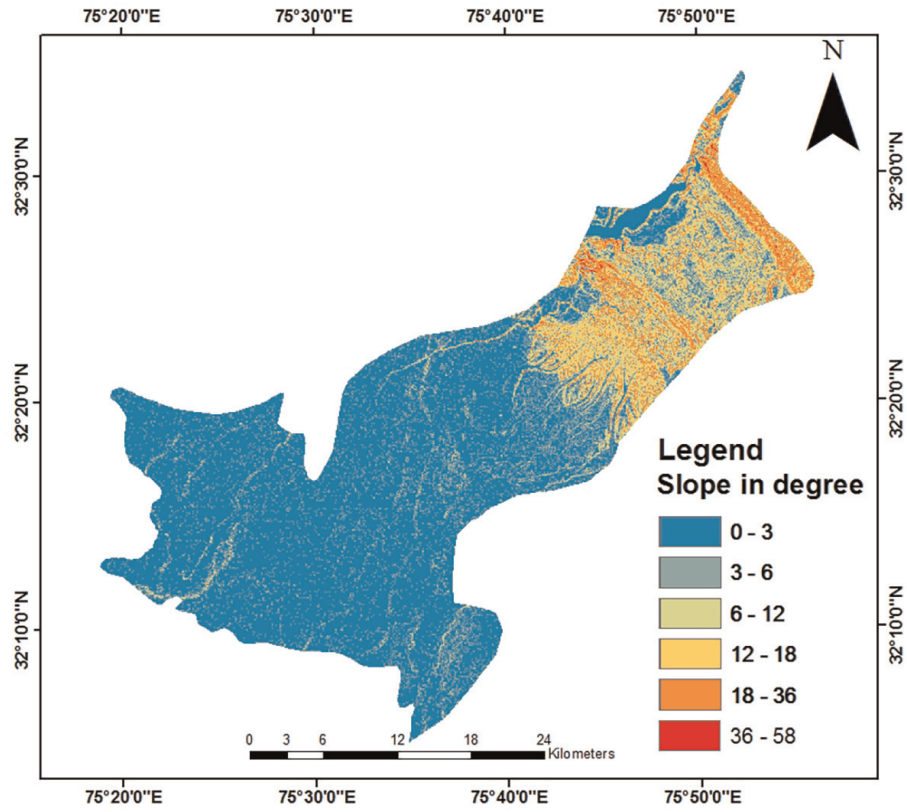 75°20'0"E 75°30'0"E 75°40'0"E 75°50'0"E
N
32°30'0"N 32°30'0"N
32°20'0"N 32°20'0"N
Legend
Slope in degree
0 - 3
3 - 6
6 - 12
12 - 18
18 - 36
36 - 58
32°10'0"N 32°10'0"N
0 3 6 12 18 24
Kilometers
75°20'0"E 75°30'0"E 75°40'0"E 75°50'0"E